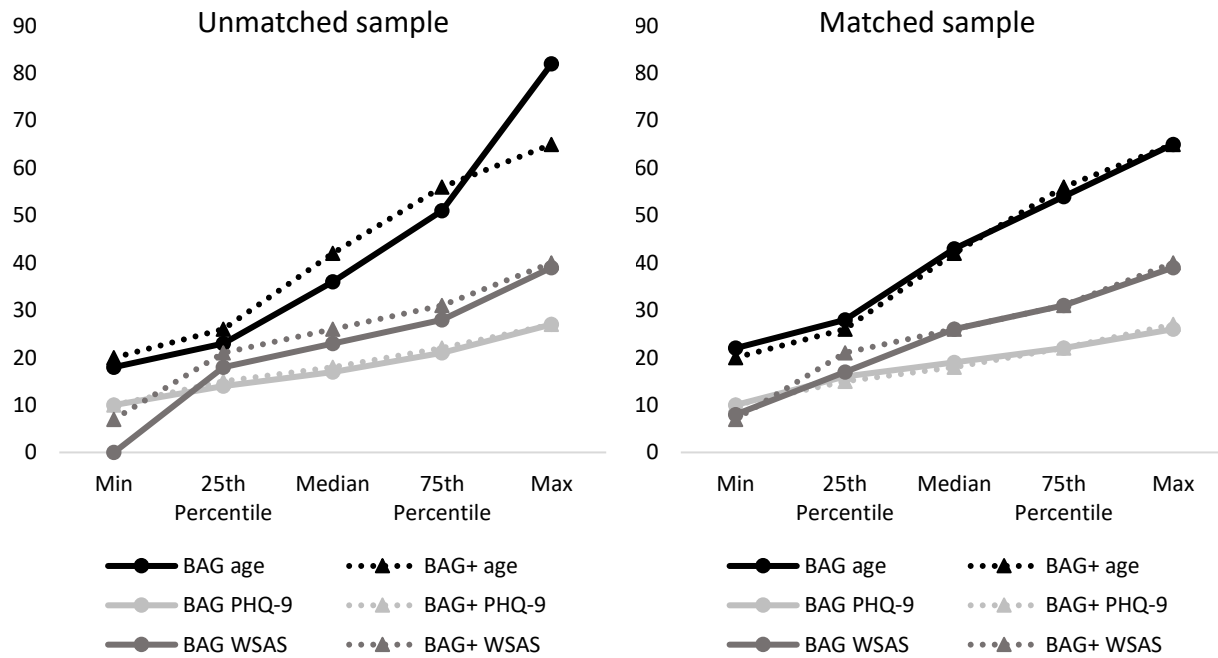 Unmatched sample
90
80
70
60
50
40
30
20
10
0
Min 25th Percentile Median 75th Percentile Max
BAG age BAG+ age
BAG PHQ-9 BAG+ PHQ-9
BAG WSAS BAG+ WSAS
Matched sample
90
80
70
60
50
40
30
20
10
0
Min 25th Percentile Median 75th Percentile Max
BAG age BAG+ age
BAG PHQ-9 BAG+ PHQ-9
BAG WSAS BAG+ WSAS